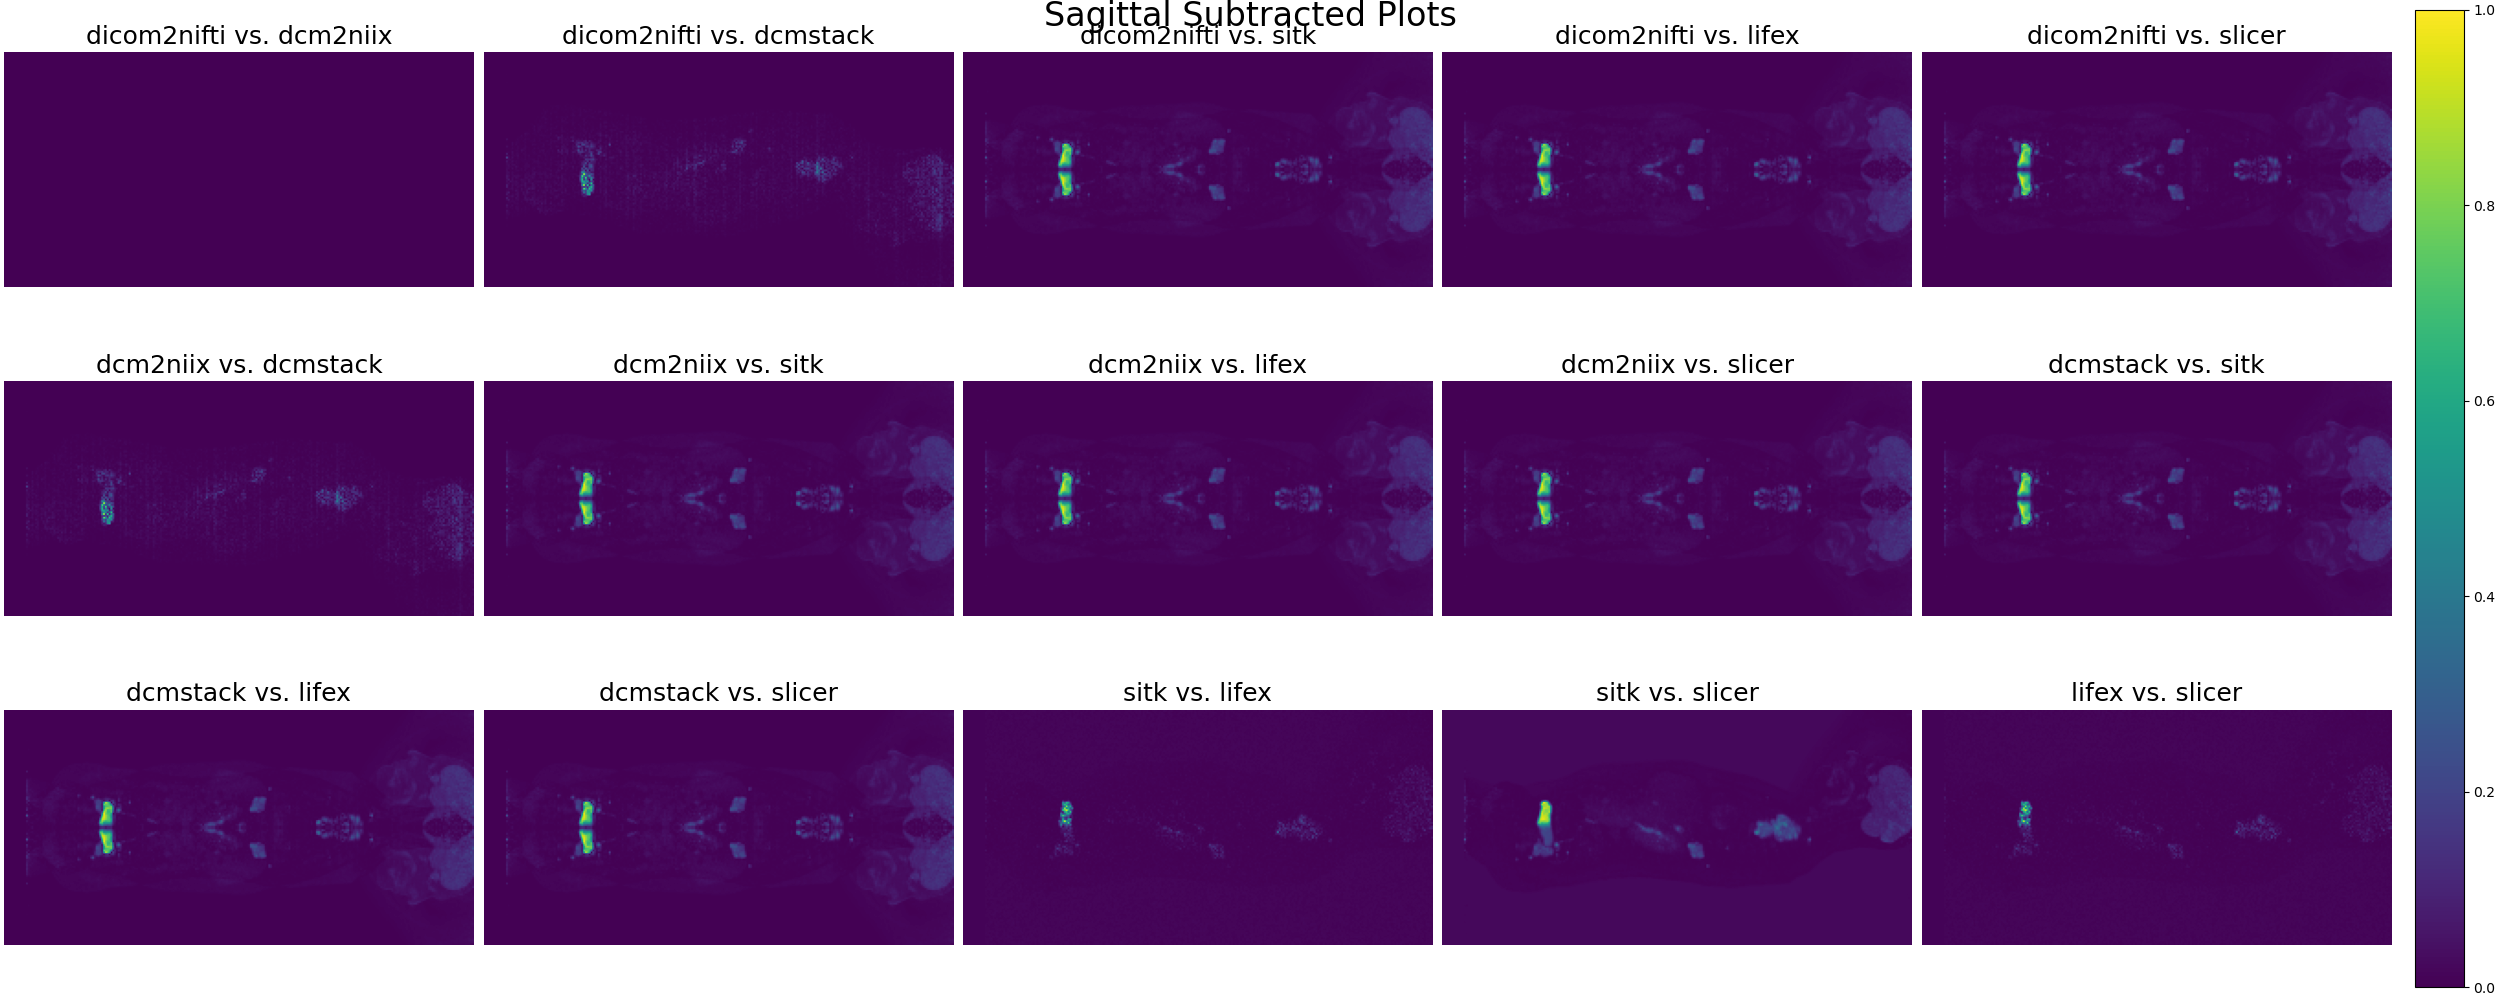 Sagittal Subtracted Plots
dicom2nifti vs. dcm2niix
dicom2nifti vs. dcmstack
dicom2nifti vs. sitk
dicom2nifti vs. lifex
dicom2nifti vs. slicer
dcm2niix vs. dcmstack
dcm2niix vs. sitk
dcm2niix vs. lifex
dcm2niix vs. slicer
dcmstack vs. sitk
dcmstack vs. lifex
dcmstack vs. slicer
sitk vs. lifex
sitk vs. slicer
lifex vs. slicer
1.0
0.8
0.6
0.4
0.2
0.0